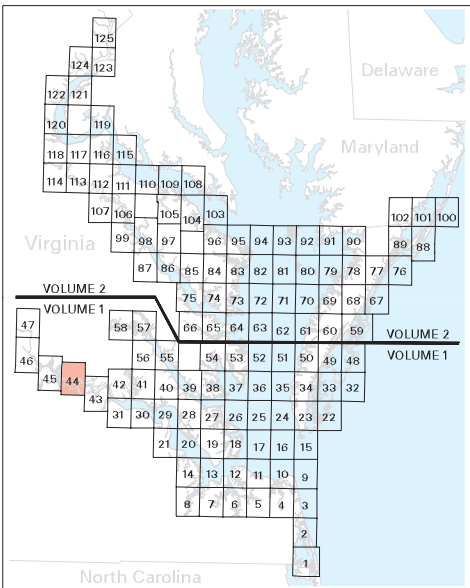 125
124 123
Delaware
122 121
120 119
Maryland
118 117 116 115
114 113 112 111 110 109 108
107 106 105 104 103 102 101 100
Virginia
99 98 97 96 95 94 93 92 91 90 89 88
87 86 85 84 83 82 81 80 79 78 77 76
VOLUME 2
75 74 73 72 71 70 69 68 67
VOLUME 1
47 58 57 66 65 64 63 62 61 60 59
VOLUME 2
46 56 55 54 53 52 51 50 49 48
VOLUME 1
45 44 43 42 41 40 39 38 37 36 35 34 33 32
31 30 29 28 27 26 25 24 23 22
21 20 19 18 17 16 15
14 13 12 11 10 9
8 7 6 5 4 3
2
North Carolina
1